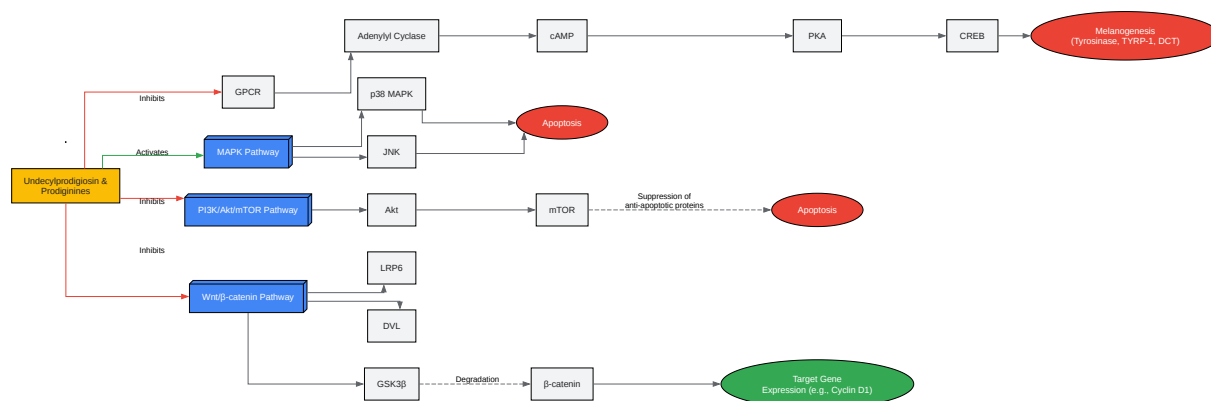 Adenylyl Cyclase
cAMP
PKA
CREB
Melanogenesis
(Tyrosinase, TYRP-1, DCT)
GPCR
Inhibits
p38 MAPK
Apoptosis
MAPK Pathway
Activates
JNK
Undecylprodigiosin &
Prodiginines
Inhibits
PI3K/Akt/mTOR Pathway
Akt
mTOR
Suppression of
anti-apoptotic proteins
Apoptosis
Inhibits
LRP6
Wnt/β-catenin Pathway
DVL
GSK3β
Degradation
β-catenin
Target Gene
Expression (e.g., Cyclin D1)